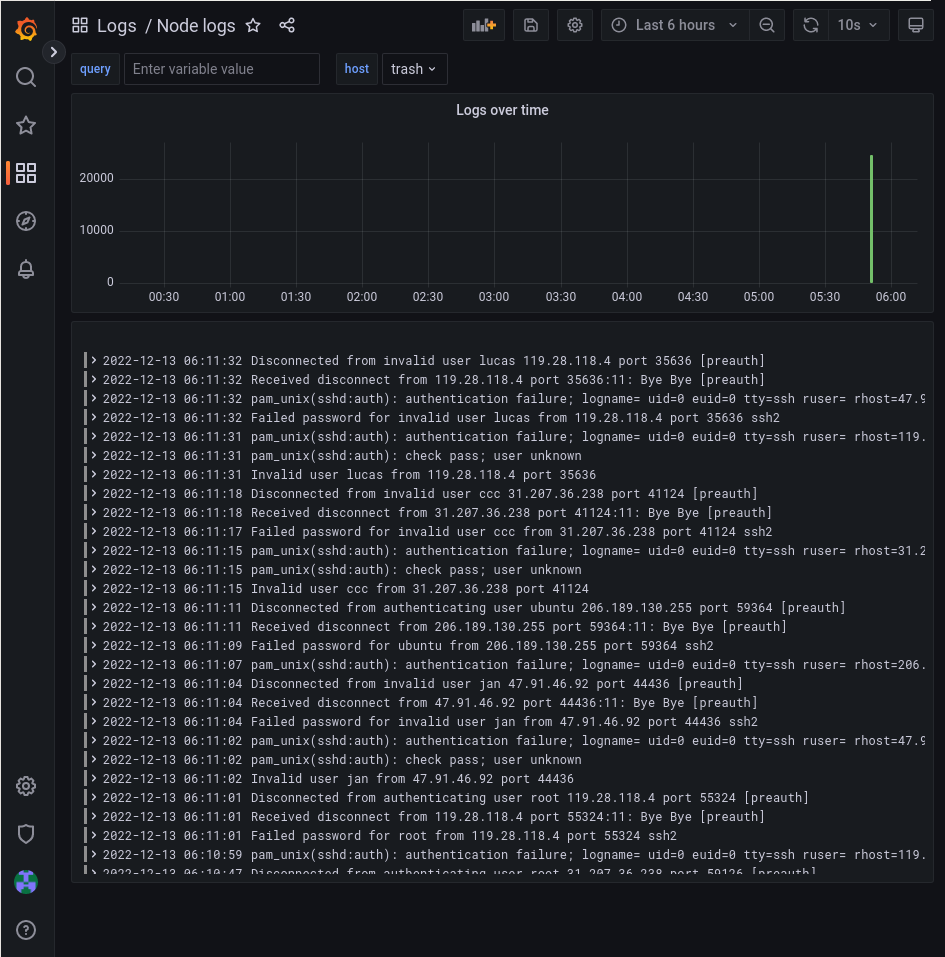 Logs / Node logs
Last 6 hours
10s
query
Enter variable value
host
trash
Logs over time
20000
10000
0
00:30 01:00 01:30 02:00 02:30 03:00 03:30 04:00 04:30 05:00 05:30 06:00
2022-12-13 06:11:32 Disconnected from invalid user lucas 119.28.118.4 port 35636 [preauth]
2022-12-13 06:11:32 Received disconnect from 119.28.118.4 port 35636:11: Bye Bye [preauth]
2022-12-13 06:11:32 pam_unix(sshd:auth): authentication failure; logname= uid=0 euid=0 tty=ssh ruser= rhost=47.9
2022-12-13 06:11:32 Failed password for invalid user lucas from 119.28.118.4 port 35636 ssh2
2022-12-13 06:11:31 pam_unix(sshd:auth): authentication failure; logname= uid=0 euid=0 tty=ssh ruser= rhost=119.
2022-12-13 06:11:31 pam_unix(sshd:auth): check pass; user unknown
2022-12-13 06:11:31 Invalid user lucas from 119.28.118.4 port 35636
2022-12-13 06:11:18 Disconnected from invalid user ccc 31.207.36.238 port 41124 [preauth]
2022-12-13 06:11:18 Received disconnect from 31.207.36.238 port 41124:11: Bye Bye [preauth]
2022-12-13 06:11:17 Failed password for invalid user ccc from 31.207.36.238 port 41124 ssh2
2022-12-13 06:11:15 pam_unix(sshd:auth): authentication failure; logname= uid=0 euid=0 tty=ssh ruser= rhost=31.2
2022-12-13 06:11:15 pam_unix(sshd:auth): check pass; user unknown
2022-12-13 06:11:15 Invalid user ccc from 31.207.36.238 port 41124
2022-12-13 06:11:11 Disconnected from authenticating user ubuntu 206.189.130.255 port 59364 [preauth]
2022-12-13 06:11:11 Received disconnect from 206.189.130.255 port 59364:11: Bye Bye [preauth]
2022-12-13 06:11:09 Failed password for ubuntu from 206.189.130.255 port 59364 ssh2
2022-12-13 06:11:07 pam_unix(sshd:auth): authentication failure; logname= uid=0 euid=0 tty=ssh ruser= rhost=206.
2022-12-13 06:11:04 Disconnected from invalid user jan 47.91.46.92 port 44436 [preauth]
2022-12-13 06:11:04 Received disconnect from 47.91.46.92 port 44436:11: Bye Bye [preauth]
2022-12-13 06:11:04 Failed password for invalid user jan from 47.91.46.92 port 44436 ssh2
2022-12-13 06:11:02 pam_unix(sshd:auth): authentication failure; logname= uid=0 euid=0 tty=ssh ruser= rhost=47.9
2022-12-13 06:11:02 pam_unix(sshd:auth): check pass; user unknown
2022-12-13 06:11:02 Invalid user jan from 47.91.46.92 port 44436
2022-12-13 06:11:01 Disconnected from authenticating user root 119.28.118.4 port 55324 [preauth]
2022-12-13 06:11:01 Received disconnect from 119.28.118.4 port 55324:11: Bye Bye [preauth]
2022-12-13 06:11:01 Failed password for root from 119.28.118.4 port 55324 ssh2
2022-12-13 06:10:59 pam_unix(sshd:auth): authentication failure; logname= uid=0 euid=0 tty=ssh ruser= rhost=119.
2022-12-13 06:10:47 Disconnected from authenticating user root 31.207.36.238 port 59126 [preauth]